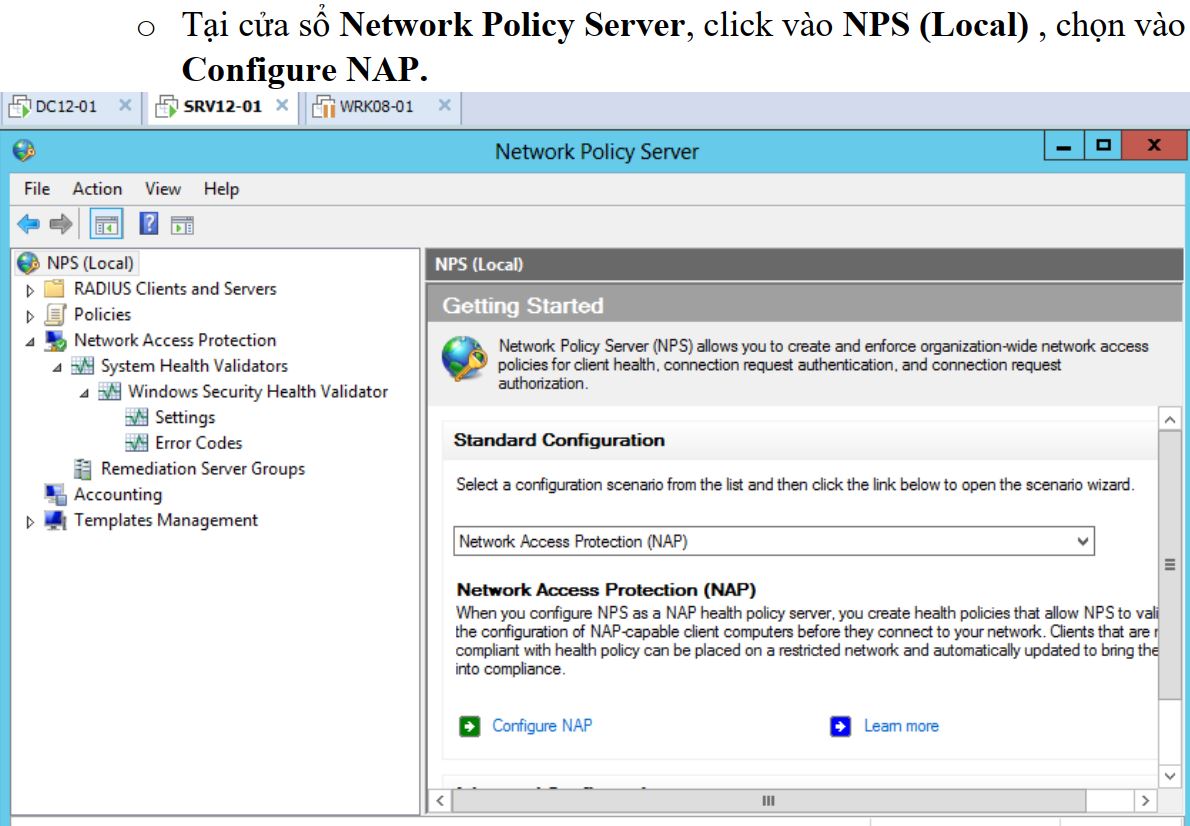 o Tại cửa sổ Network Policy Server, click vào NPS (Local) , chọn vào
Configure NAP.
DC12-01
SRV12-01
WRK08-01
Network Policy Server
File Action View Help
NPS (Local)
RADIUS Clients and Servers
Policies
Network Access Protection
System Health Validators
Windows Security Health Validator
Settings
Error Codes
Remediation Server Groups
Accounting
Templates Management
NPS (Local)
Getting Started
Network Policy Server (NPS) allows you to create and enforce organization-wide network access
policies for client health, connection request authentication, and connection request
authorization.
Standard Configuration
Select a configuration scenario from the list and then click the link below to open the scenario wizard.
Network Access Protection (NAP)
Network Access Protection (NAP)
When you configure NPS as a NAP health policy server, you create health policies that allow NPS to vali
the configuration of NAP-capable client computers before they connect to your network. Clients that are
compliant with health policy can be placed on a restricted network and automatically updated to bring the
into compliance.
Configure NAP
Learn more